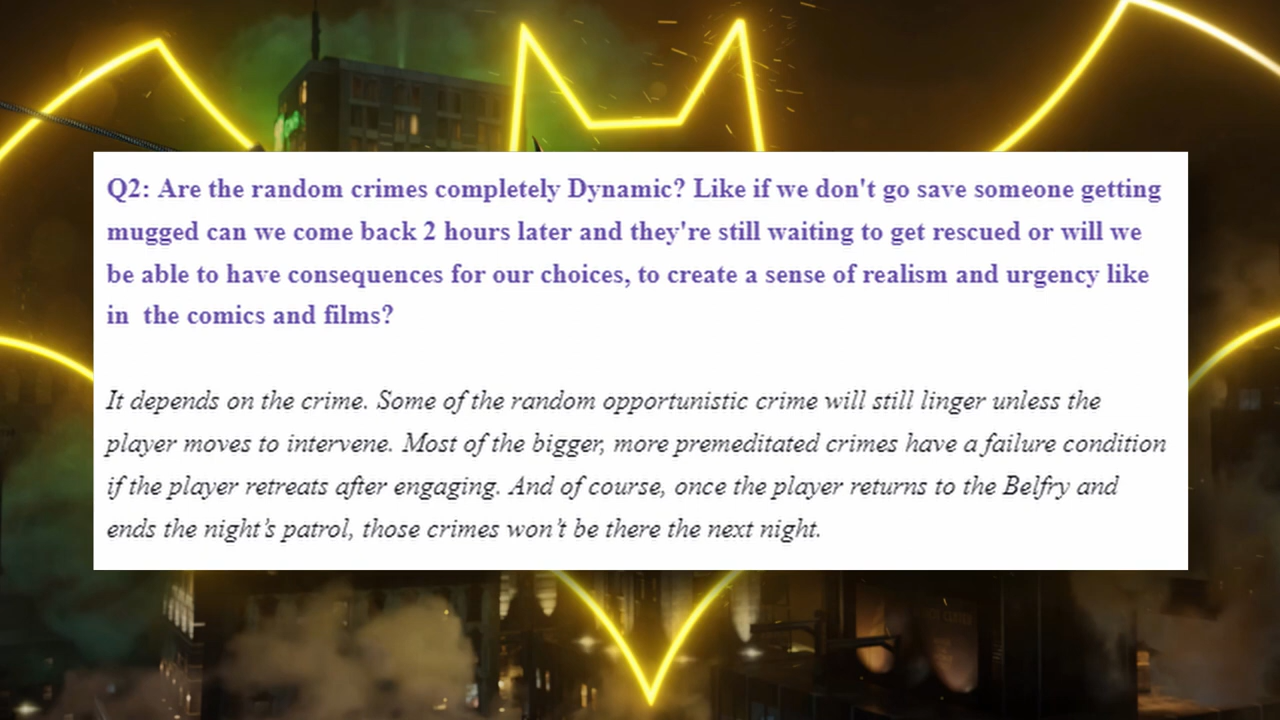 Q2: Are the random crimes completely Dynamic? Like if we don't go save someone getting
mugged can we come back 2 hours later and they're still waiting to get rescued or will we
be able to have consequences for our choices, to create a sense of realism and urgency like
in  the comics and films?
It depends on the crime. Some of the random opportunistic crime will still linger unless the
player moves to intervene. Most of the bigger, more premeditated crimes have a failure condition
if the player retreats after engaging. And of course, once the player returns to the Belfry and
ends the night’s patrol, those crimes won’t be there the next night.